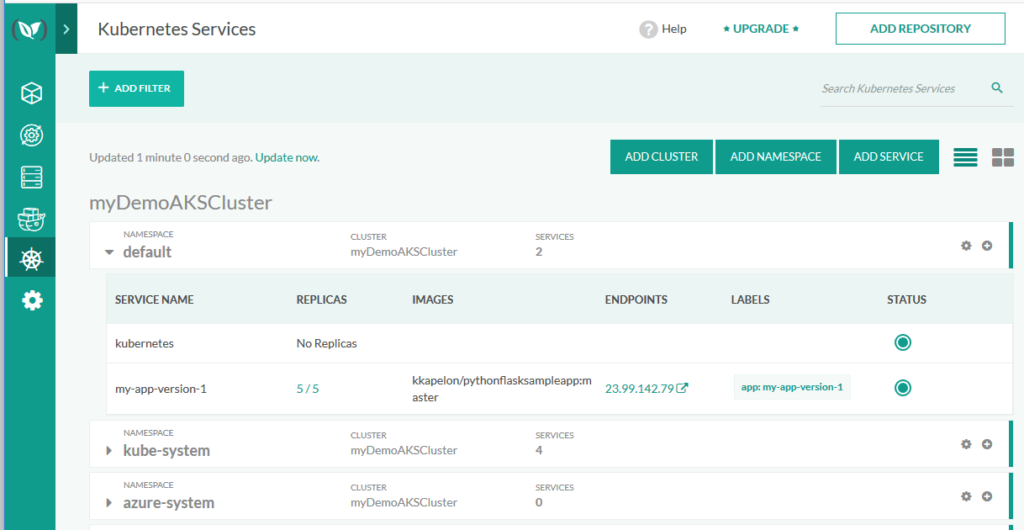 Kubernetes Services
? Help
★ UPGRADE ★
ADD REPOSITORY
+ ADD FILTER
Search Kubernetes Services
Updated 1 minute 0 second ago. Update now.
ADD CLUSTER
ADD NAMESPACE
ADD SERVICE
myDemoAKSCluster
NAMESPACE CLUSTER SERVICES
default myDemoAKSCluster 2
SERVICE NAME REPLICAS IMAGES ENDPOINTS LABELS STATUS
kubernetes No Replicas
my-app-version-1 5 / 5 kkapelon/pythonflasksampleapp:m
aster 23.99.142.79 app: my-app-version-1
NAMESPACE CLUSTER SERVICES
kube-system myDemoAKSCluster 4
NAMESPACE CLUSTER SERVICES
azure-system myDemoAKSCluster 0